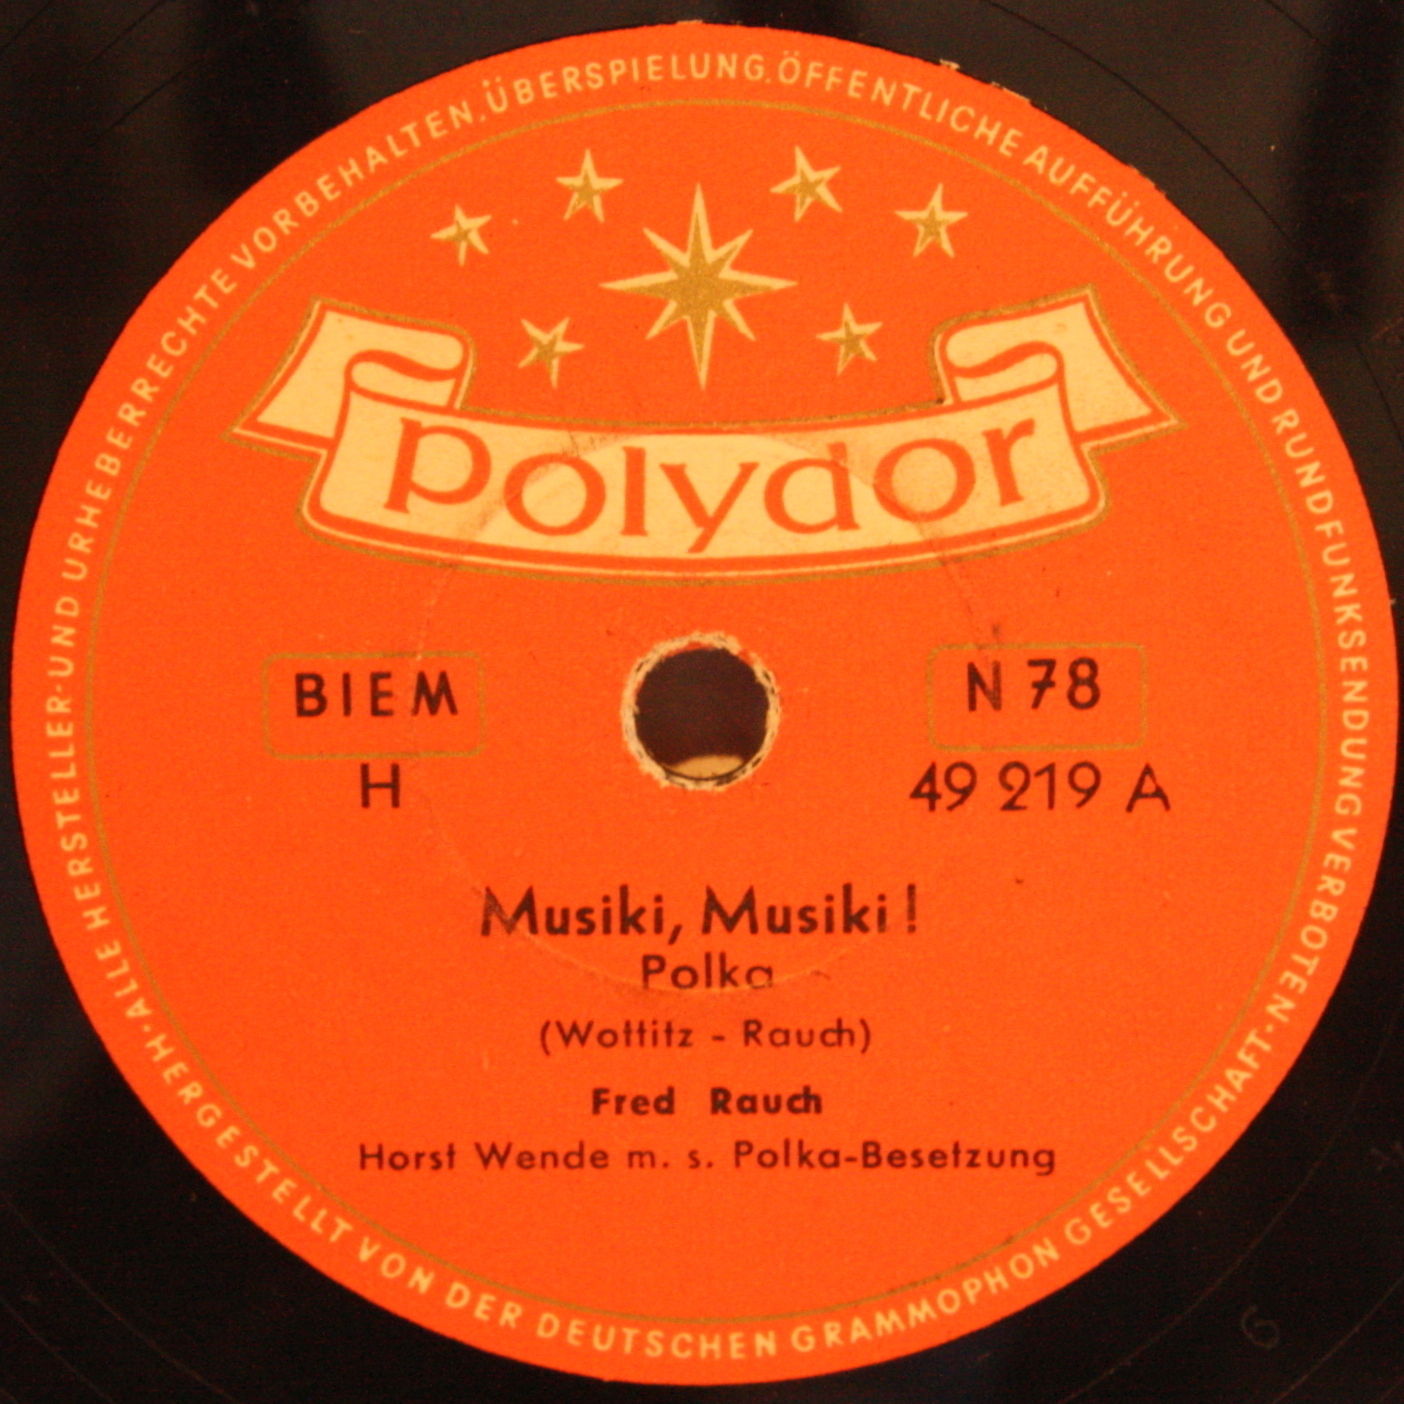 ALLE HERSTELLER- UND URHEBERRECHTE VORBEHALTEN. ÜBERSPIELUNG. ÖFFENTLICHE AUFFÜHRUNG UND RUNDFUNKSENDUNG VERBOTEN · HERGESTELLT VON DER DEUTSCHEN GRAMMOPHON GESELLSCHAFT ·
polydor
BIEM
N 78
H
49 219 A
Musiki, Musiki!
Polka
(Wottitz - Rauch)
Fred Rauch
Horst Wende m. s. Polka-Besetzung
6